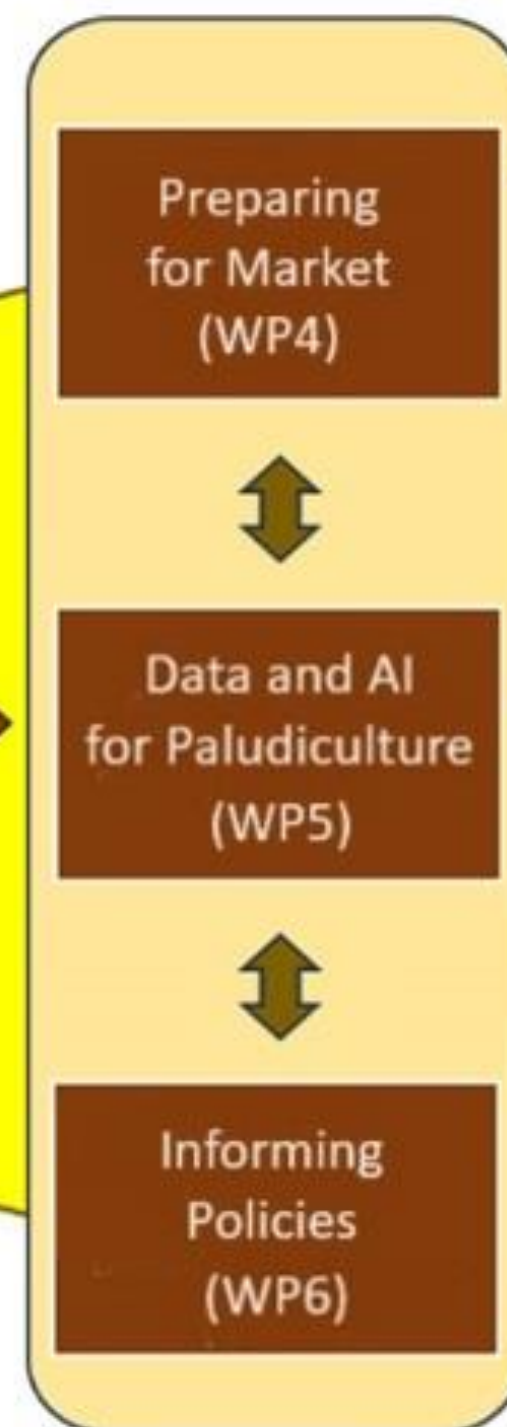 Preparing
for Market
(WP4)
Data and AI
for Paludiculture
(WP5)
Informing
Policies
(WP6)